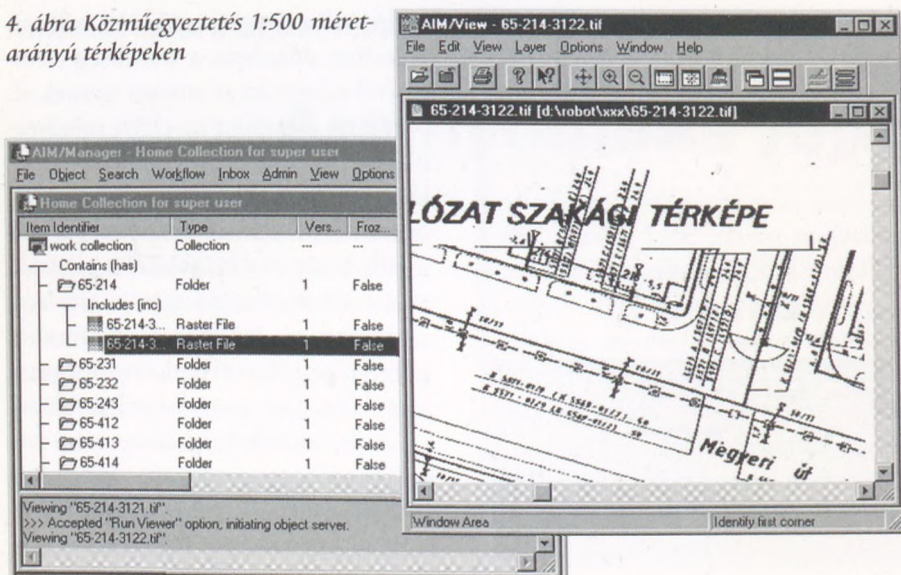 4. ábra Közműegyeztetés 1:500 méret-
arányú térképeken
AIM/View - 65-214-3122.tif
File Edit View Layer Options Window Help
65-214-3122.tif [d:\robot\xxx\65-214-3122.tif]
LÓZAT SZAKÁGI TÉRKÉPE
Megyeri út
Window Area Identify first corner
AIM/Manager - Home Collection for super user
File Object Search Workflow Inbox Admin View Options
Home Collection for super user
Item Identifier Type Vers... Froz...
work collection Collection --- ---
Contains (has)
65-214 Folder 1 False
Includes (inc)
65-214-3... Raster File 1 False
65-214-3... Raster File 1 False
65-231 Folder 1 False
65-232 Folder 1 False
65-243 Folder 1 False
65-412 Folder 1 False
65-413 Folder 1 False
65-414 Folder 1 False
Viewing "65-214-3121.tif".
>>> Accepted "Run Viewer" option, initiating object server.
Viewing "65-214-3122.tif".